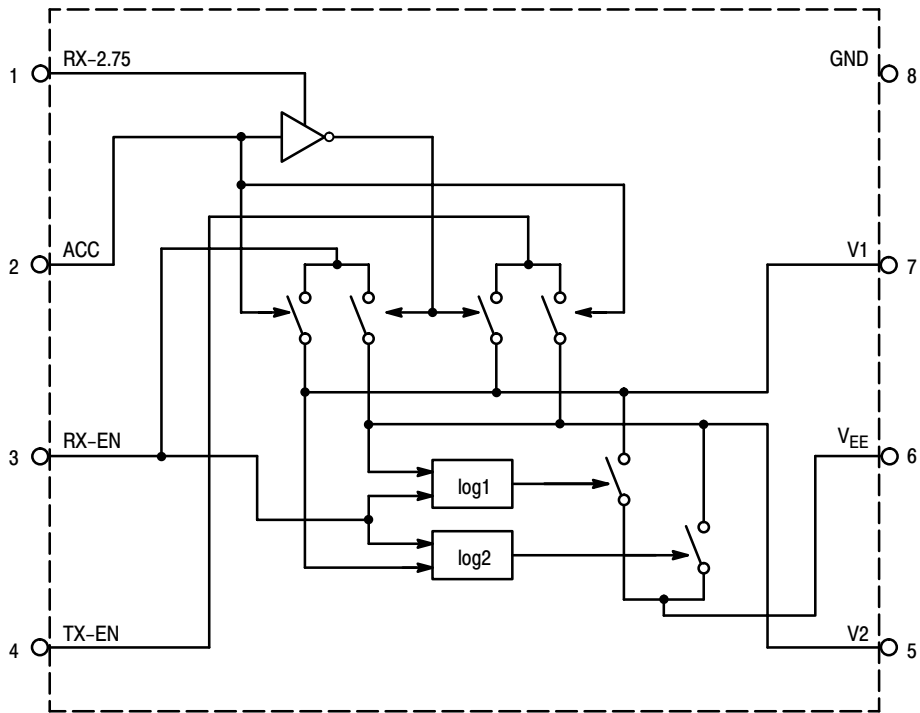 1 RX–2.75
GND 8
2 ACC
V1 7
3 RX–EN
VEE 6
log1
log2
4 TX–EN
V2 5